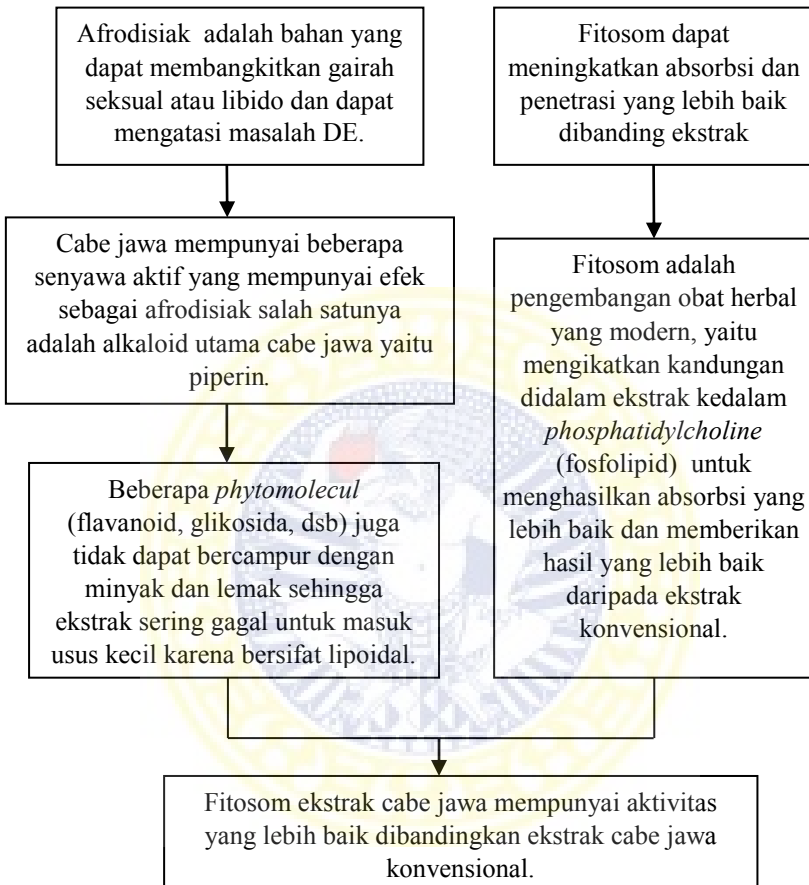 Afrodisiak adalah bahan yang
dapat membangkitkan gairah
seksual atau libido dan dapat
mengatasi masalah DE.
Cabe jawa mempunyai beberapa
senyawa aktif yang mempunyai efek
sebagai afrodisiak salah satunya
adalah alkaloid utama cabe jawa yaitu
piperin.
Beberapa phytomolecul
(flavanoid, glikosida, dsb) juga
tidak dapat bercampur dengan
minyak dan lemak sehingga
ekstrak sering gagal untuk masuk
usus kecil karena bersifat lipoidal.
Fitosom dapat
meningkatkan absorbsi dan
penetrasi yang lebih baik
dibanding ekstrak
Fitosom adalah
pengembangan obat herbal
yang modern, yaitu
mengikatkan kandungan
didalam ekstrak kedalam
phosphatidylcholine
(fosfolipid) untuk
menghasilkan absorbsi yang
lebih baik dan memberikan
hasil yang lebih baik
daripada ekstrak
konvensional.
Fitosom ekstrak cabe jawa mempunyai aktivitas
yang lebih baik dibandingkan ekstrak cabe jawa
konvensional.